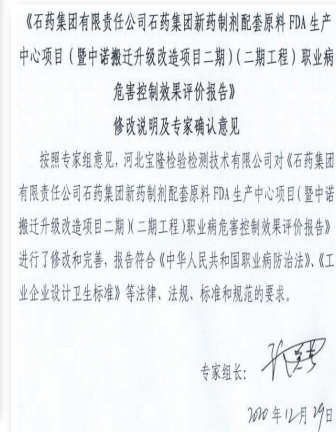 《石药集团有限责任公司石药集团新药制剂配套原料 FDA 生产
中心项目（暨中诺搬迁升级改造项目二期）（二期工程）职业病
危害控制效果评价报告》
修改说明及专家确认意见
按照专家组意见，河北宝隆检验检测技术有限公司对《石药集团
有限责任公司石药集团新药制剂配套原料 FDA 生产中心项目（暨中诺
搬迁升级改造项目二期）（二期工程）职业病危害控制效果评价报告》
进行了修改和完善，报告符合《中华人民共和国职业病防治法》、《工
业企业设计卫生标准》等法律、法规、标准和规范的要求。
专家组长：
2020年12月29日